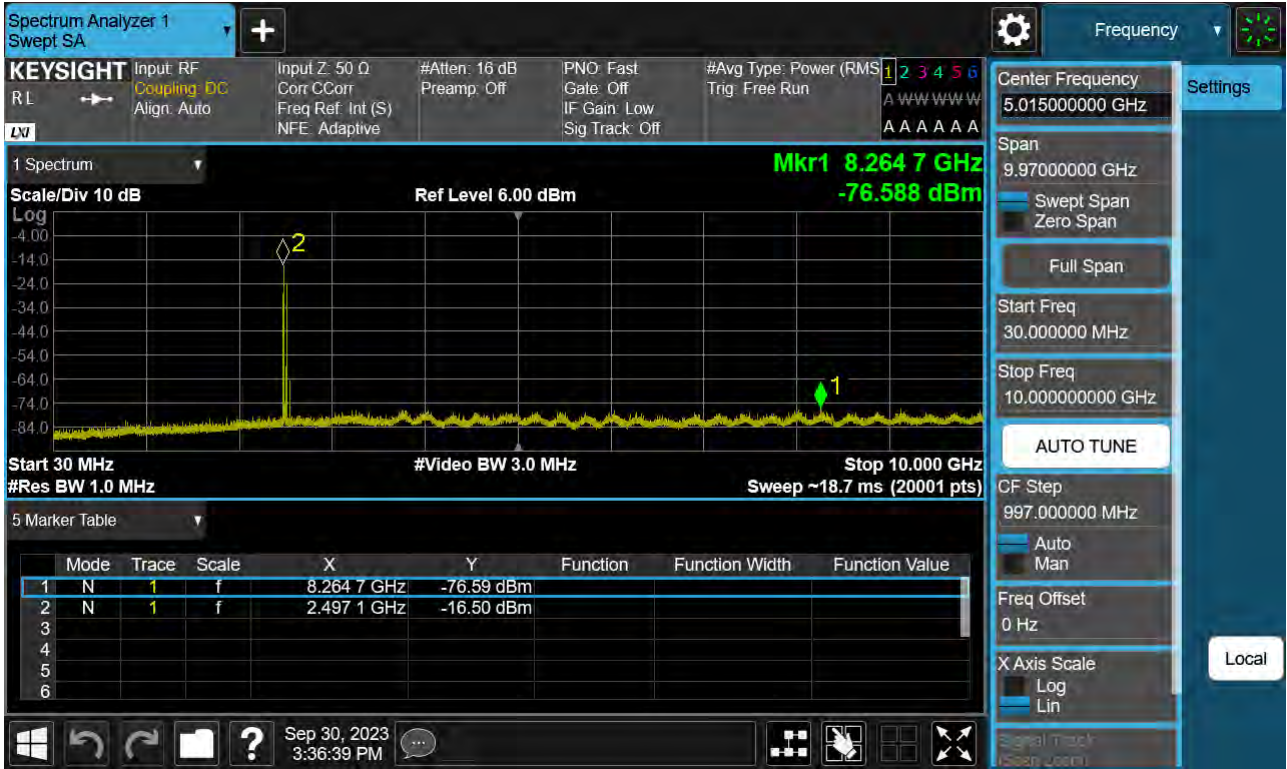 Spectrum Analyzer 1
Swept SA
+
Frequency
KEYSIGHT
R L
LXI
Input: RF
Coupling: DC
Align: Auto
Input Z: 50 Ω
Corr CCorr
Freq Ref: Int (S)
NFE: Adaptive
#Atten: 16 dB
Preamp: Off
PNO: Fast
Gate: Off
IF Gain: Low
Sig Track: Off
#Avg Type: Power (RMS
Trig: Free Run
1 2 3 4 5 6
A W W W W W
A A A A A A
1 Spectrum
Mkr1 8.264 7 GHz
Scale/Div 10 dB
Ref Level 6.00 dBm
-76.588 dBm
Log
-4.00
-14.0
-24.0
-34.0
-44.0
-54.0
-64.0
-74.0
-84.0
2
1
Start 30 MHz
#Video BW 3.0 MHz
Stop 10.000 GHz
#Res BW 1.0 MHz
Sweep ~18.7 ms (20001 pts)
5 Marker Table
Mode Trace Scale X Y Function Function Width Function Value
1 N 1 f 8.264 7 GHz -76.59 dBm
2 N 1 f 2.497 1 GHz -16.50 dBm
3
4
5
6
Center Frequency
5.015000000 GHz
Settings
Span
9.97000000 GHz
Swept Span
Zero Span
Full Span
Start Freq
30.000000 MHz
Stop Freq
10.000000000 GHz
AUTO TUNE
CF Step
997.000000 MHz
Auto
Man
Freq Offset
0 Hz
X Axis Scale
Log
Lin
Local
Signal Track
(Span Zoom)
?
Sep 30, 2023
3:36:39 PM